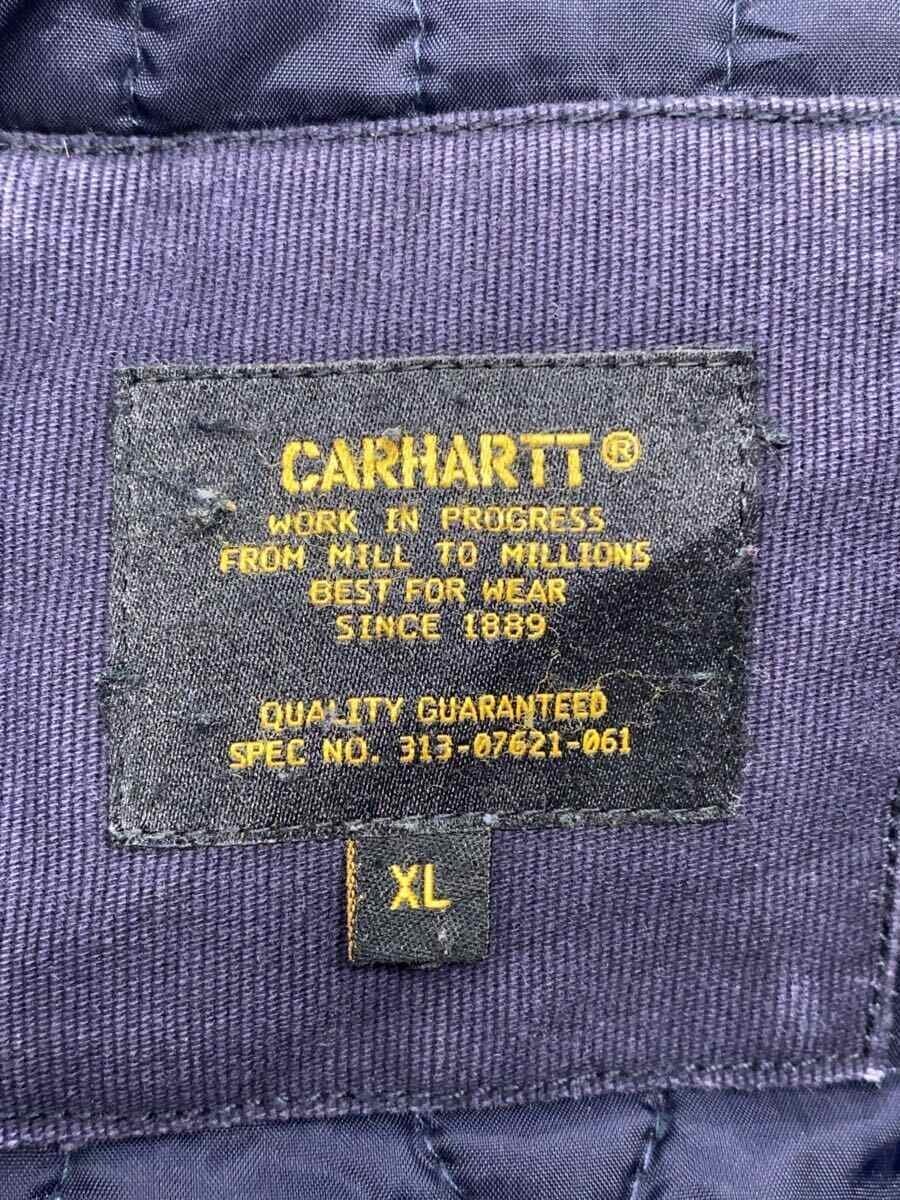 CARHARTT®
WORK IN PROGRESS
FROM MILL TO MILLIONS
BEST FOR WEAR
SINCE 1889
QUALITY GUARANTEED
SPEC NO. 313-07621-061
XL